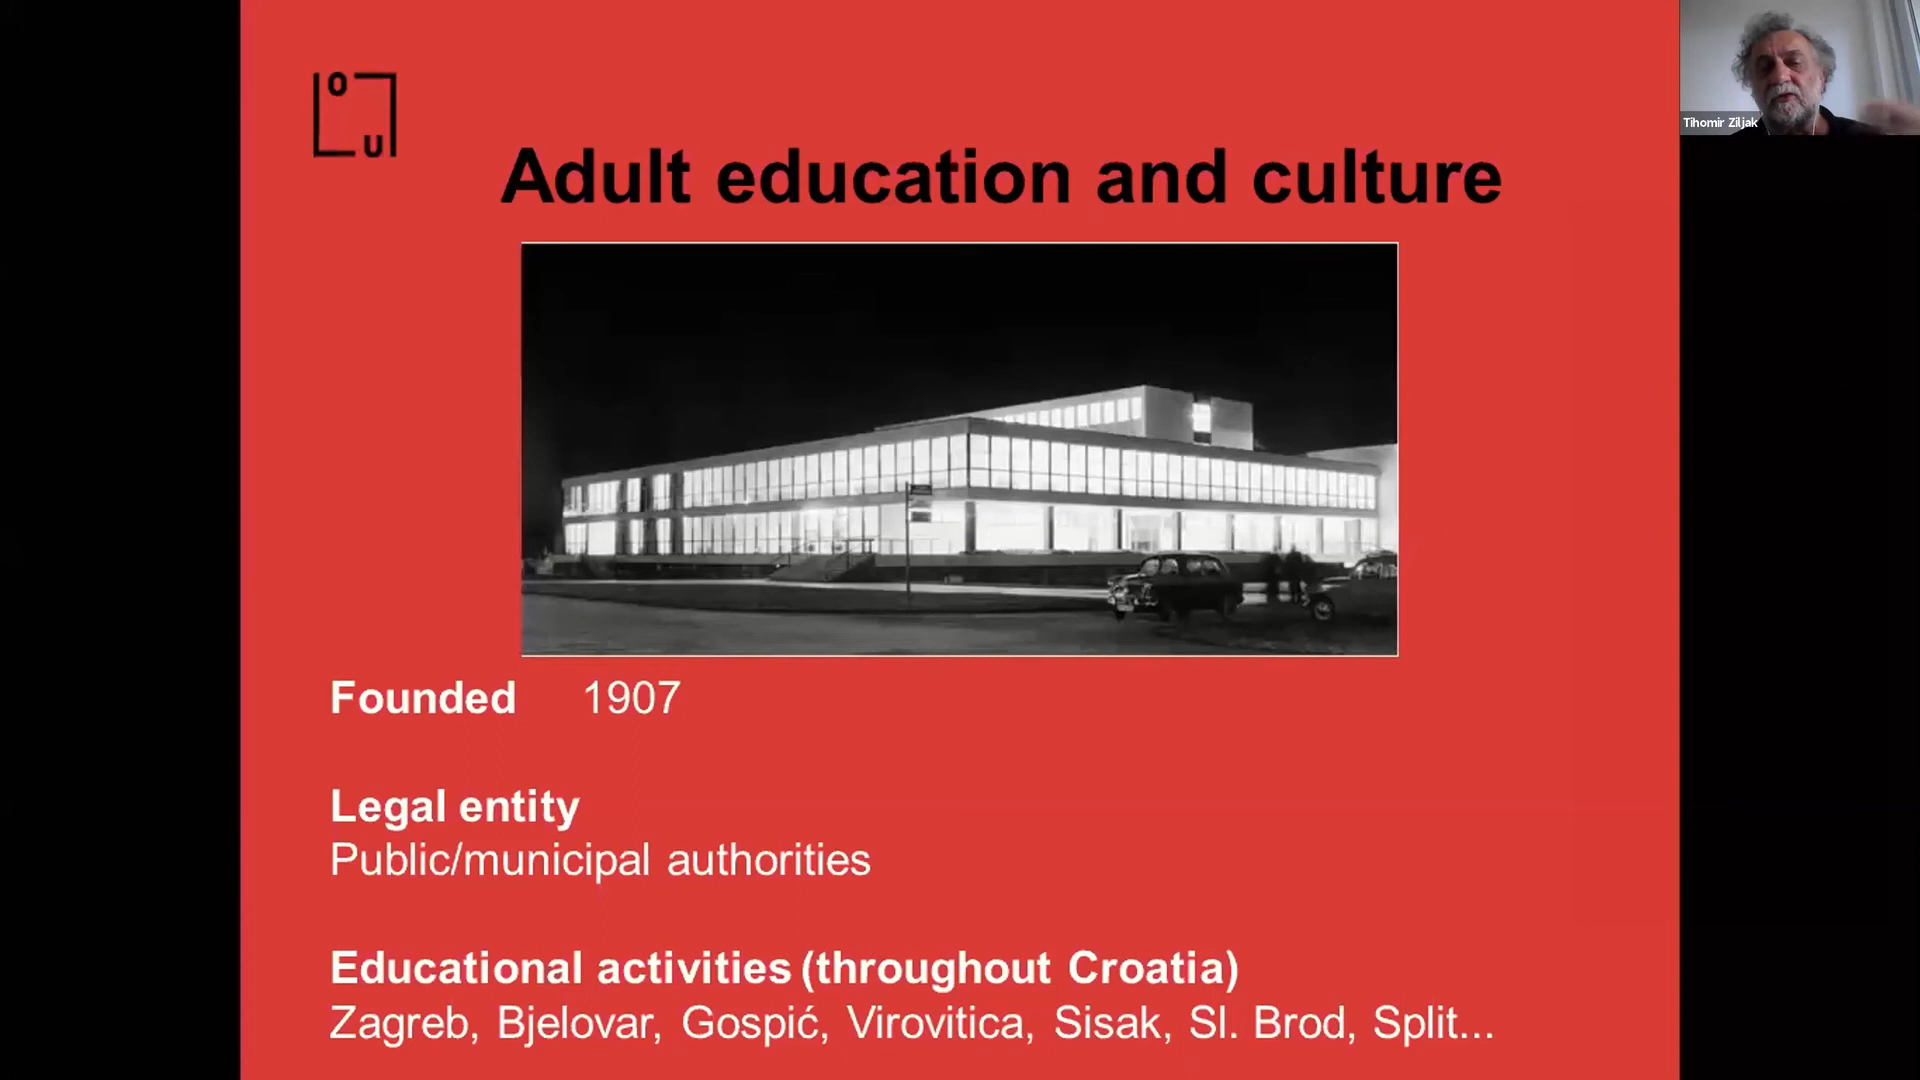 O
U
Adult education and culture
Tihomir Ziljak
Founded 1907
Legal entity
Public/municipal authorities
Educational activities (throughout Croatia)
Zagreb, Bjelovar, Gospić, Virovitica, Sisak, Sl. Brod, Split...